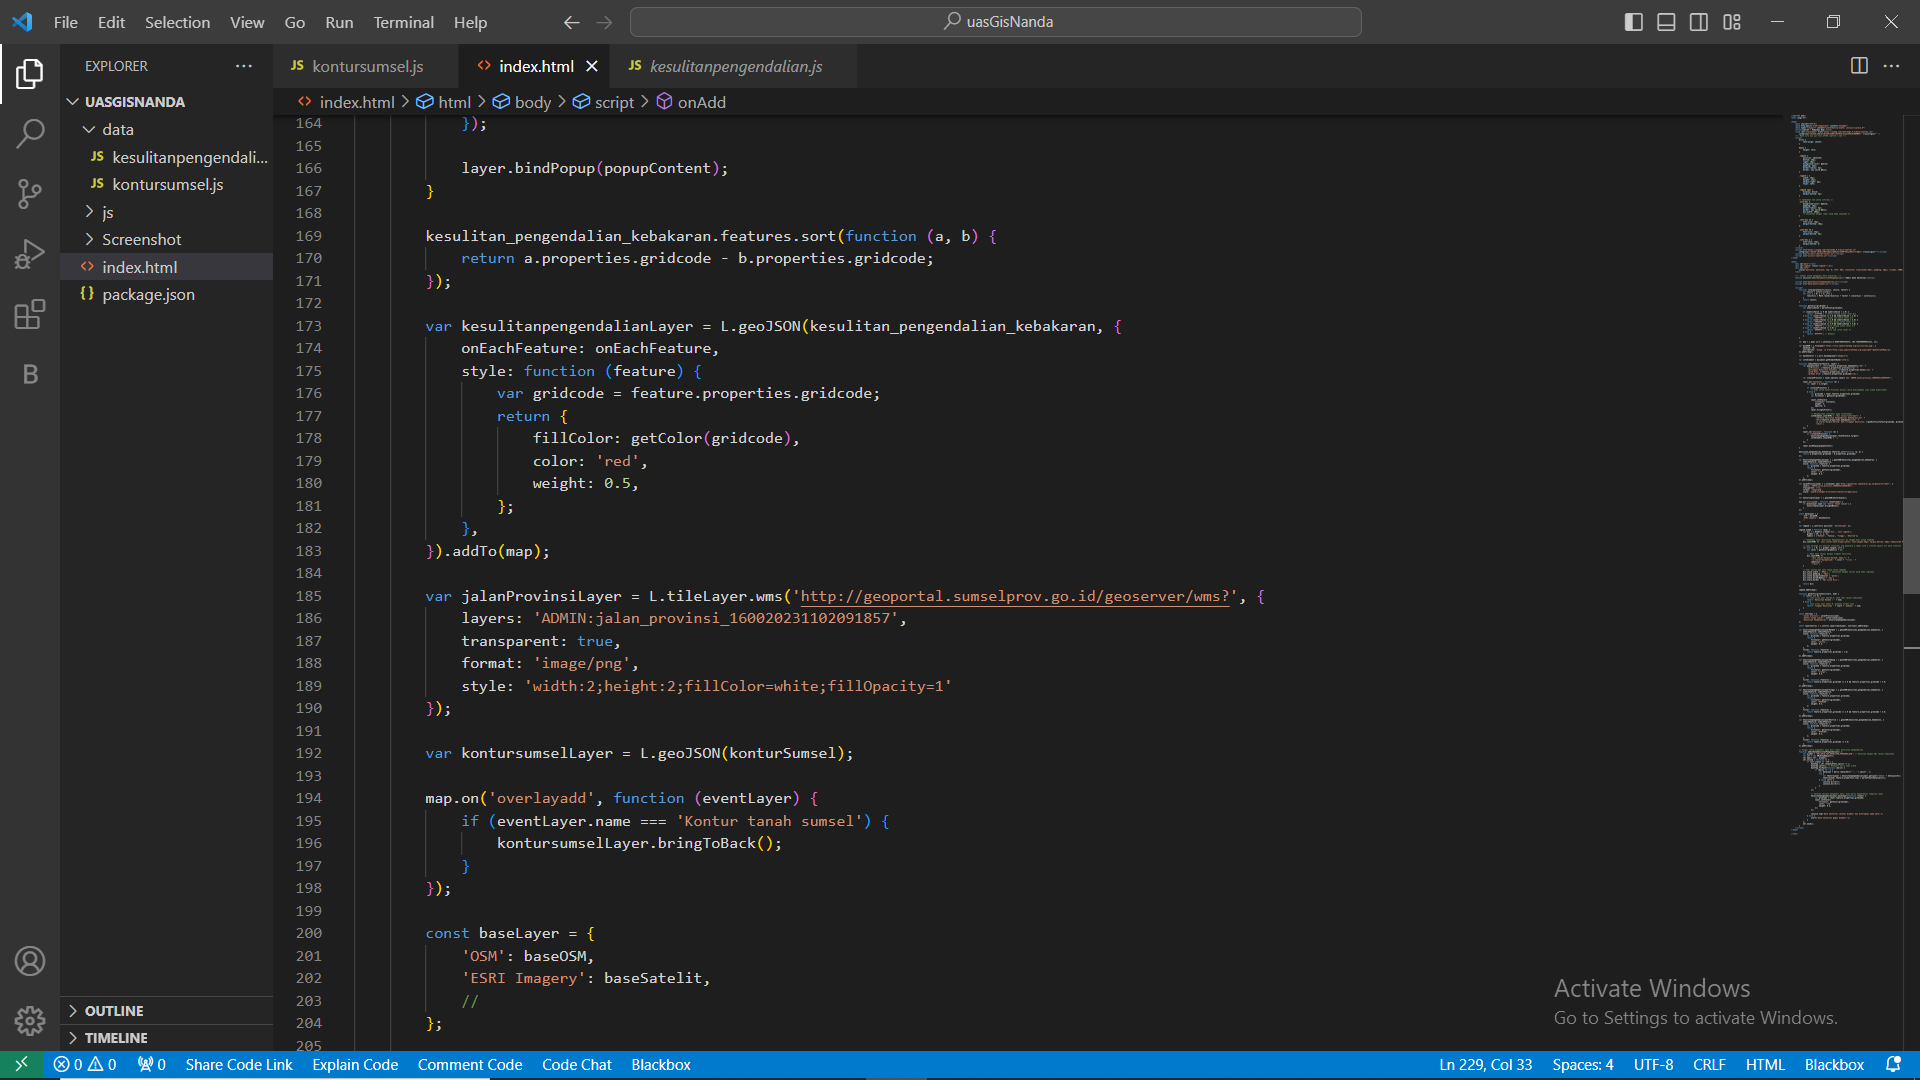 File Edit Selection View Go Run Terminal Help
uasGisNanda
EXPLORER
UASGISNANDA
data
JS kesulitanpengendali...
JS kontursumsel.js
js
Screenshot
<> index.html
{} package.json
OUTLINE
TIMELINE
JS kontursumsel.js
<> index.html
JS kesulitanpengendalian.js
<> index.html > html > body > script > onAdd
164 });
165
166 layer.bindPopup(popupContent);
167 }
168
169 kesulitan_pengendalian_kebakaran.features.sort(function (a, b) {
170 return a.properties.gridcode - b.properties.gridcode;
171 });
172
173 var kesulitanpengendalianLayer = L.geoJSON(kesulitan_pengendalian_kebakaran, {
174 onEachFeature: onEachFeature,
175 style: function (feature) {
176 var gridcode = feature.properties.gridcode;
177 return {
178 fillColor: getColor(gridcode),
179 color: 'red',
180 weight: 0.5,
181 };
182 },
183 }).addTo(map);
184
185 var jalanProvinsiLayer = L.tileLayer.wms('http://geoportal.sumselprov.go.id/geoserver/wms?', {
186 layers: 'ADMIN:jalan_provinsi_160020231102091857',
187 transparent: true,
188 format: 'image/png',
189 style: 'width:2;height:2;fillColor=white;fillOpacity=1'
190 });
191
192 var kontursumselLayer = L.geoJSON(konturSumsel);
193
194 map.on('overlayadd', function (eventLayer) {
195 if (eventLayer.name === 'Kontur tanah sumsel') {
196 kontursumselLayer.bringToBack();
197 }
198 });
199
200 const baseLayer = {
201 'OSM': baseOSM,
202 'ESRI Imagery': baseSatelit,
203 //
204 };
205
Activate Windows
Go to Settings to activate Windows.
0 0 0 Share Code Link Explain Code Comment Code Code Chat Blackbox
Ln 229, Col 33 Spaces: 4 UTF-8 CRLF HTML Blackbox